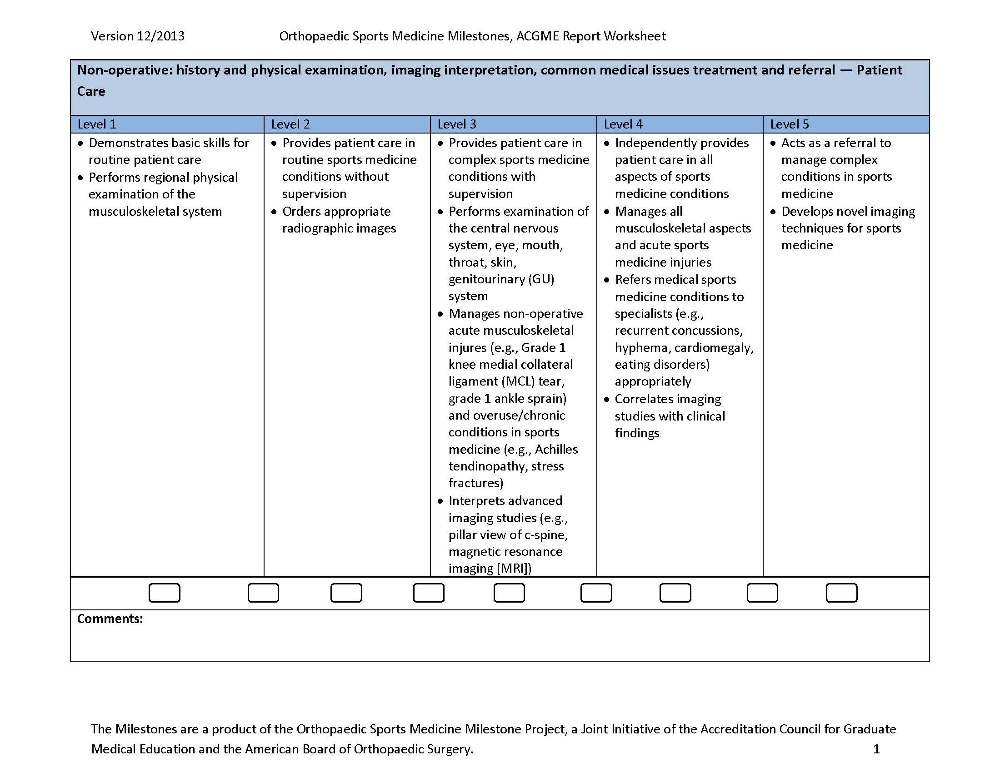 Version 12/2013 Orthopaedic Sports Medicine Milestones, ACGME Report Worksheet
Non-operative: history and physical examination, imaging interpretation, common medical issues treatment and referral — Patient
Care
Level 1
Level 2
Level 3
Level 4
Level 5
• Demonstrates basic skills for
routine patient care
• Performs regional physical
examination of the
musculoskeletal system
• Provides patient care in
routine sports medicine
conditions without
supervision
• Orders appropriate
radiographic images
• Provides patient care in
complex sports medicine
conditions with
supervision
• Performs examination of
the central nervous
system, eye, mouth,
throat, skin,
genitourinary (GU)
system
• Manages non-operative
acute musculoskeletal
injures (e.g., Grade 1
knee medial collateral
ligament (MCL) tear,
grade 1 ankle sprain)
and overuse/chronic
conditions in sports
medicine (e.g., Achilles
tendinopathy, stress
fractures)
• Interprets advanced
imaging studies (e.g.,
pillar view of c-spine,
magnetic resonance
imaging [MRI])
• Independently provides
patient care in all
aspects of sports
medicine conditions
• Manages all
musculoskeletal aspects
and acute sports
medicine injuries
• Refers medical sports
medicine conditions to
specialists (e.g.,
recurrent concussions,
hyphema, cardiomegaly,
eating disorders)
appropriately
• Correlates imaging
studies with clinical
findings
• Acts as a referral to
manage complex
conditions in sports
medicine
• Develops novel imaging
techniques for sports
medicine
Comments:
The Milestones are a product of the Orthopaedic Sports Medicine Milestone Project, a Joint Initiative of the Accreditation Council for Graduate
Medical Education and the American Board of Orthopaedic Surgery. 1